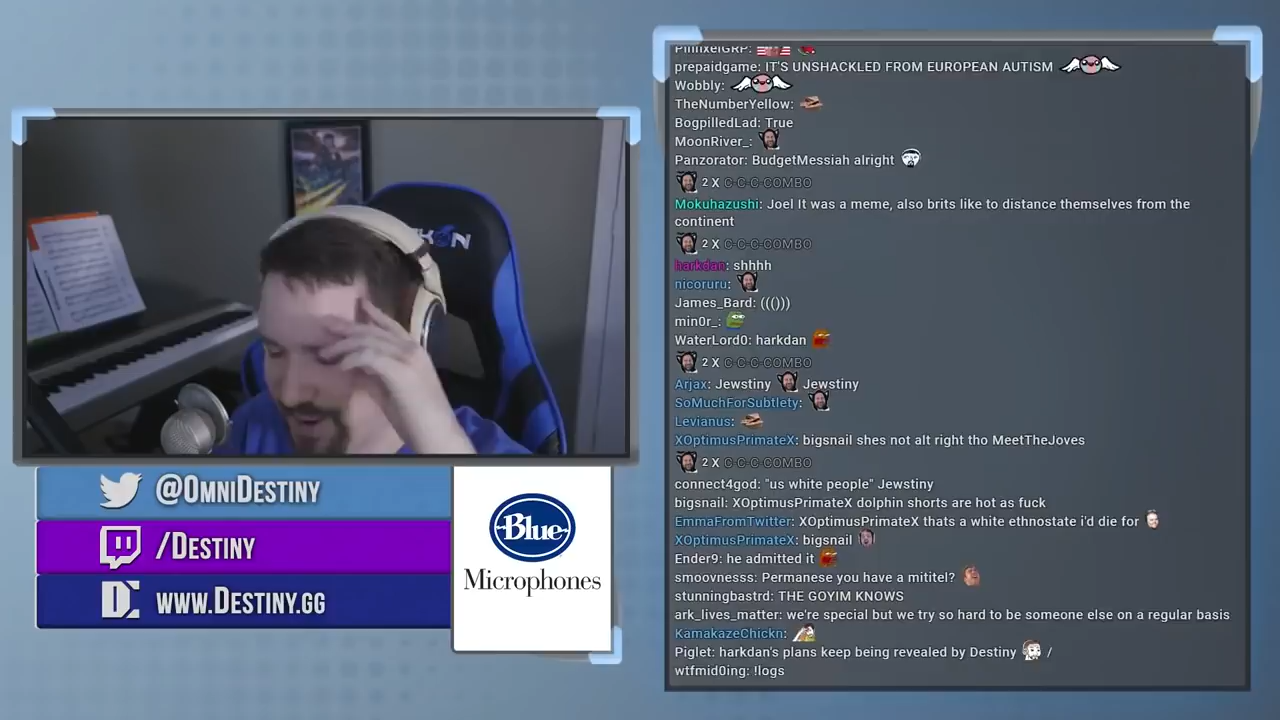 @OmniDestiny
/Destiny
www.Destiny.gg
Blue
Microphones
PinnxelGRP:
prepaidgame: IT'S UNSHACKLED FROM EUROPEAN AUTISM
Wobbly:
TheNumberYellow:
BogpilledLad: True
MoonRiver_:
Panzorator: BudgetMessiah alright
2 X C-C-C-COMBO
Mokuhazushi: Joel It was a meme, also brits like to distance themselves from the
continent
2 X C-C-C-COMBO
harkdan: shhhh
nicoruru:
James_Bard: ((()))
min0r_:
WaterLord0: harkdan
2 X C-C-C-COMBO
Arjax: Jewstiny Jewstiny
SoMuchForSubtlety:
Levianus:
XOptimusPrimateX: bigsnail shes not alt right tho MeetTheJoves
2 X C-C-C-COMBO
connect4god: "us white people" Jewstiny
bigsnail: XOptimusPrimateX dolphin shorts are hot as fuck
EmmaFromTwitter: XOptimusPrimateX thats a white ethnostate i'd die for
XOptimusPrimateX: bigsnail
Ender9: he admitted it
smoovnesss: Permanese you have a mititel?
stunningbastrd: THE GOYIM KNOWS
ark_lives_matter: we're special but we try so hard to be someone else on a regular basis
KamakazeChickn:
Piglet: harkdan's plans keep being revealed by Destiny /
wtfmid0ing: !logs